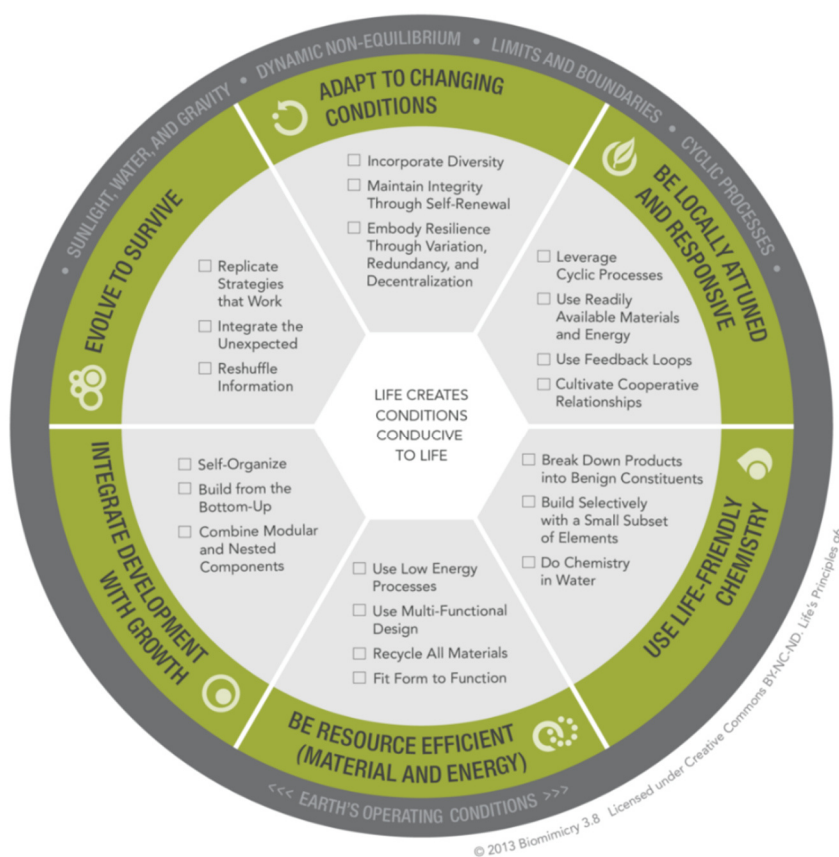 • SUNLIGHT, WATER, AND GRAVITY • DYNAMIC NON-EQUILIBRIUM • LIMITS AND BOUNDARIES • CYCLIC PROCESSES •
ADAPT TO CHANGING
CONDITIONS
Incorporate Diversity
Maintain Integrity
Through Self-Renewal
Embody Resilience
Through Variation,
Redundancy, and
Decentralization
BE LOCALLY ATTUNED
AND RESPONSIVE
Leverage
Cyclic Processes
Use Readily
Available Materials
and Energy
Use Feedback Loops
Cultivate Cooperative
Relationships
USE LIFE-FRIENDLY
CHEMISTRY
Break Down Products
into Benign Constituents
Build Selectively
with a Small Subset
of Elements
Do Chemistry
in Water
BE RESOURCE EFFICIENT
(MATERIAL AND ENERGY)
Use Low Energy
Processes
Use Multi-Functional
Design
Recycle All Materials
Fit Form to Function
INTEGRATE DEVELOPMENT
WITH GROWTH
Self-Organize
Build from the
Bottom-Up
Combine Modular
and Nested
Components
EVOLVE TO SURVIVE
Replicate
Strategies
that Work
Integrate the
Unexpected
Reshuffle
Information
LIFE CREATES
CONDITIONS
CONDUCIVE
TO LIFE
<<< EARTH'S OPERATING CONDITIONS >>>
© 2013 Biomimicry 3.8 Licensed under Creative Commons BY-NC-ND. Life's Principles of